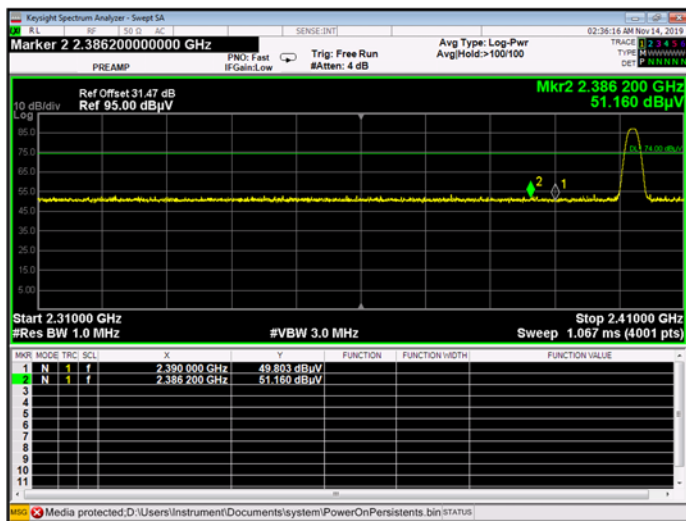 Keysight Spectrum Analyzer - Swept SA
RL RF 50 Ω AC SENSE:INT 02:36:16 AM Nov 14, 2019
Marker 2 2.386200000000 GHz
PREAMP
PNO: Fast
IFGain:Low
Trig: Free Run
#Atten: 4 dB
Avg Type: Log-Pwr
Avg|Hold:>100/100
TRACE 1 2 3 4 5 6
TYPE M WWWWW
DET P N N N N N
Mkr2 2.386 200 GHz
51.160 dBµV
Ref Offset 31.47 dB
10 dB/div Ref 95.00 dBµV
Log
85.0
75.0
DL1 74.00 dBµV
65.0
55.0
2
1
45.0
35.0
25.0
15.0
5.00
Start 2.31000 GHz Stop 2.41000 GHz
#Res BW 1.0 MHz #VBW 3.0 MHz Sweep 1.067 ms (4001 pts)
MKR MODE TRC SCL X Y FUNCTION FUNCTION WIDTH FUNCTION VALUE
1 N 1 f 2.390 000 GHz 49.803 dBµV
2 N 1 f 2.386 200 GHz 51.160 dBµV
3
4
5
6
7
8
9
10
11
MSG Media protected;D:\Users\Instrument\Documents\system\PowerOnPersistents.bin STATUS